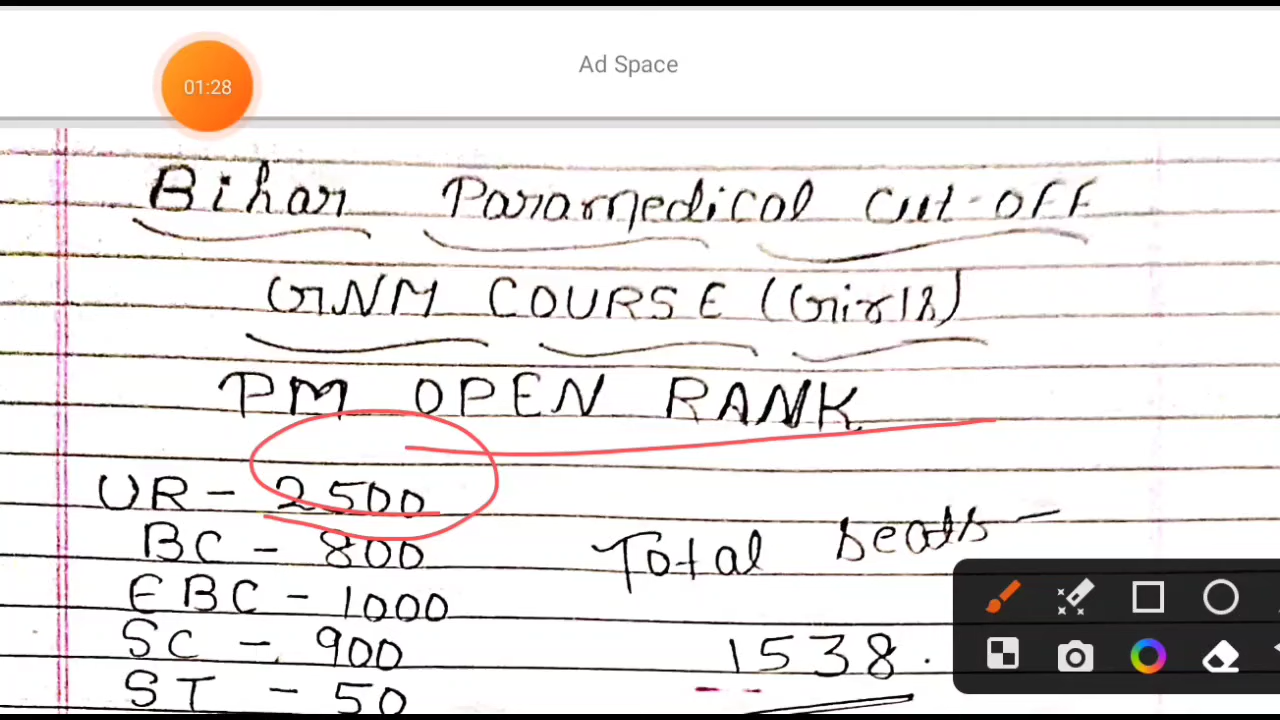 Ad Space
01:28
Bihar Paramedical Cut-OFF
GNM COURSE (Girls)
PM OPEN RANK
UR - 2500
BC - 800
EBC - 1000
SC - 900
ST - 50
Total Seats -
1538.